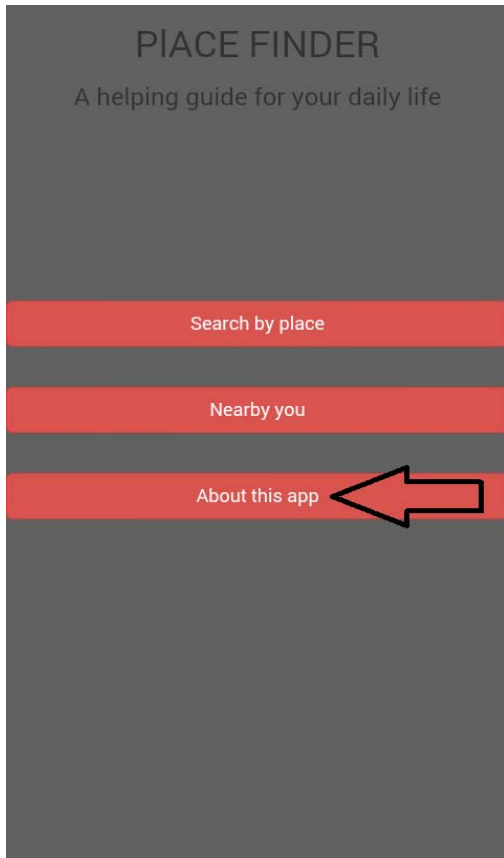 PlACE FINDER
A helping guide for your daily life
Search by place
Nearby you
About this app